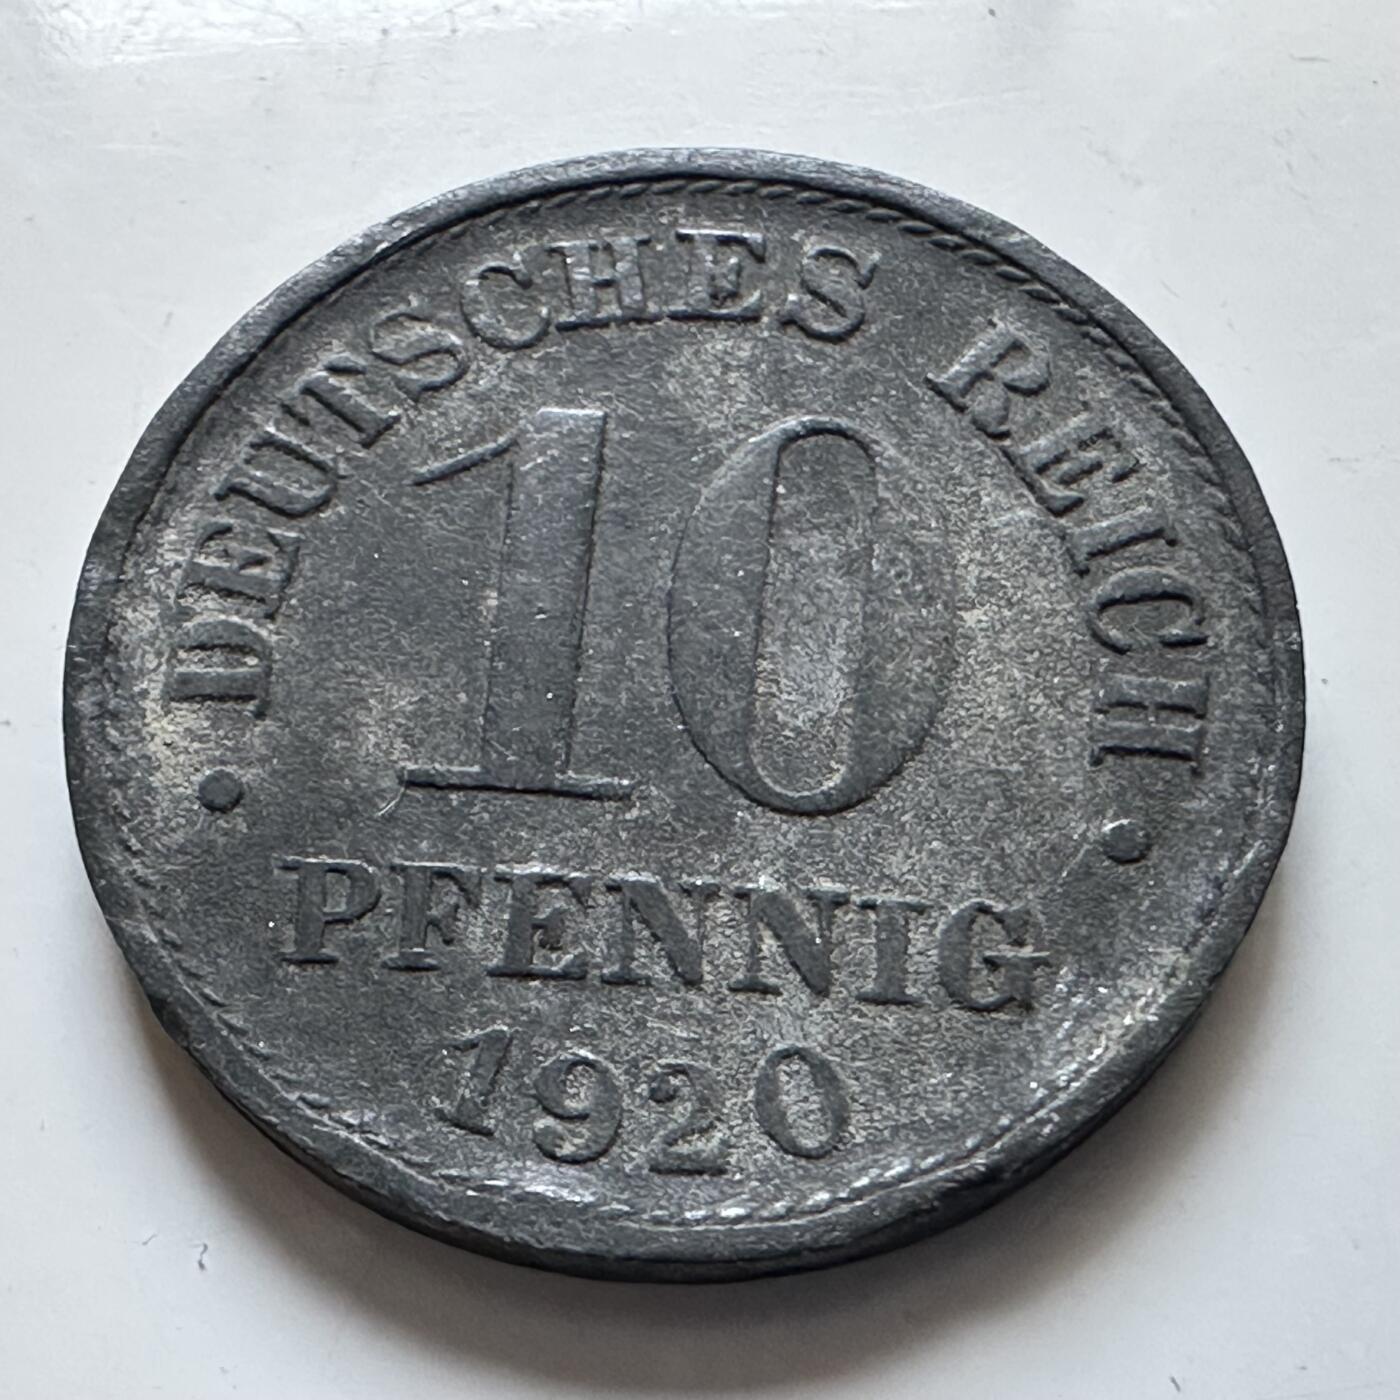 • DEUTSCHES REICH •
10
PFENNIG
1920